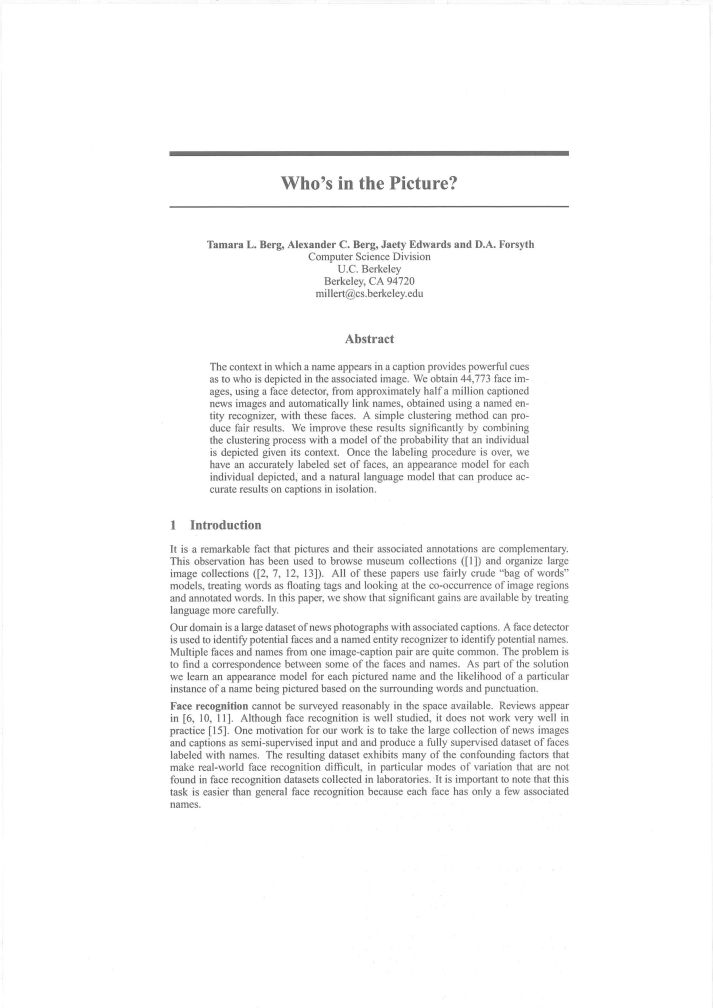 Who's in the Picture?
Tamara L. Berg, Alexander C. Berg, Jaety Edwards and D.A. Forsyth
Computer Science Division
U.C. Berkeley
Berkeley, CA 94720
millert@cs.berkeley.edu
Abstract
The context in which a name appears in a caption provides powerful cues
as to who is depicted in the associated image. We obtain 44,773 face im-
ages, using a face detector, from approximately half a million captioned
news images and automatically link names, obtained using a named en-
tity recognizer, with these faces. A simple clustering method can pro-
duce fair results. We improve these results significantly by combining
the clustering process with a model of the probability that an individual
is depicted given its context. Once the labeling procedure is over, we
have an accurately labeled set of faces, an appearance model for each
individual depicted, and a natural language model that can produce ac-
curate results on captions in isolation.
1 Introduction
It is a remarkable fact that pictures and their associated annotations are complementary.
This observation has been used to browse museum collections ([1]) and organize large
image collections ([2, 7, 12, 13]). All of these papers use fairly crude “bag of words”
models, treating words as floating tags and looking at the co-occurrence of image regions
and annotated words. In this paper, we show that significant gains are available by treating
language more carefully.
Our domain is a large dataset of news photographs with associated captions. A face detector
is used to identify potential faces and a named entity recognizer to identify potential names.
Multiple faces and names from one image-caption pair are quite common. The problem is
to find a correspondence between some of the faces and names. As part of the solution
we learn an appearance model for each pictured name and the likelihood of a particular
instance of a name being pictured based on the surrounding words and punctuation.
Face recognition cannot be surveyed reasonably in the space available. Reviews appear
in [6, 10, 11]. Although face recognition is well studied, it does not work very well in
practice [15]. One motivation for our work is to take the large collection of news images
and captions as semi-supervised input and and produce a fully supervised dataset of faces
labeled with names. The resulting dataset exhibits many of the confounding factors that
make real-world face recognition difficult, in particular modes of variation that are not
found in face recognition datasets collected in laboratories. It is important to note that this
task is easier than general face recognition because each face has only a few associated
names.